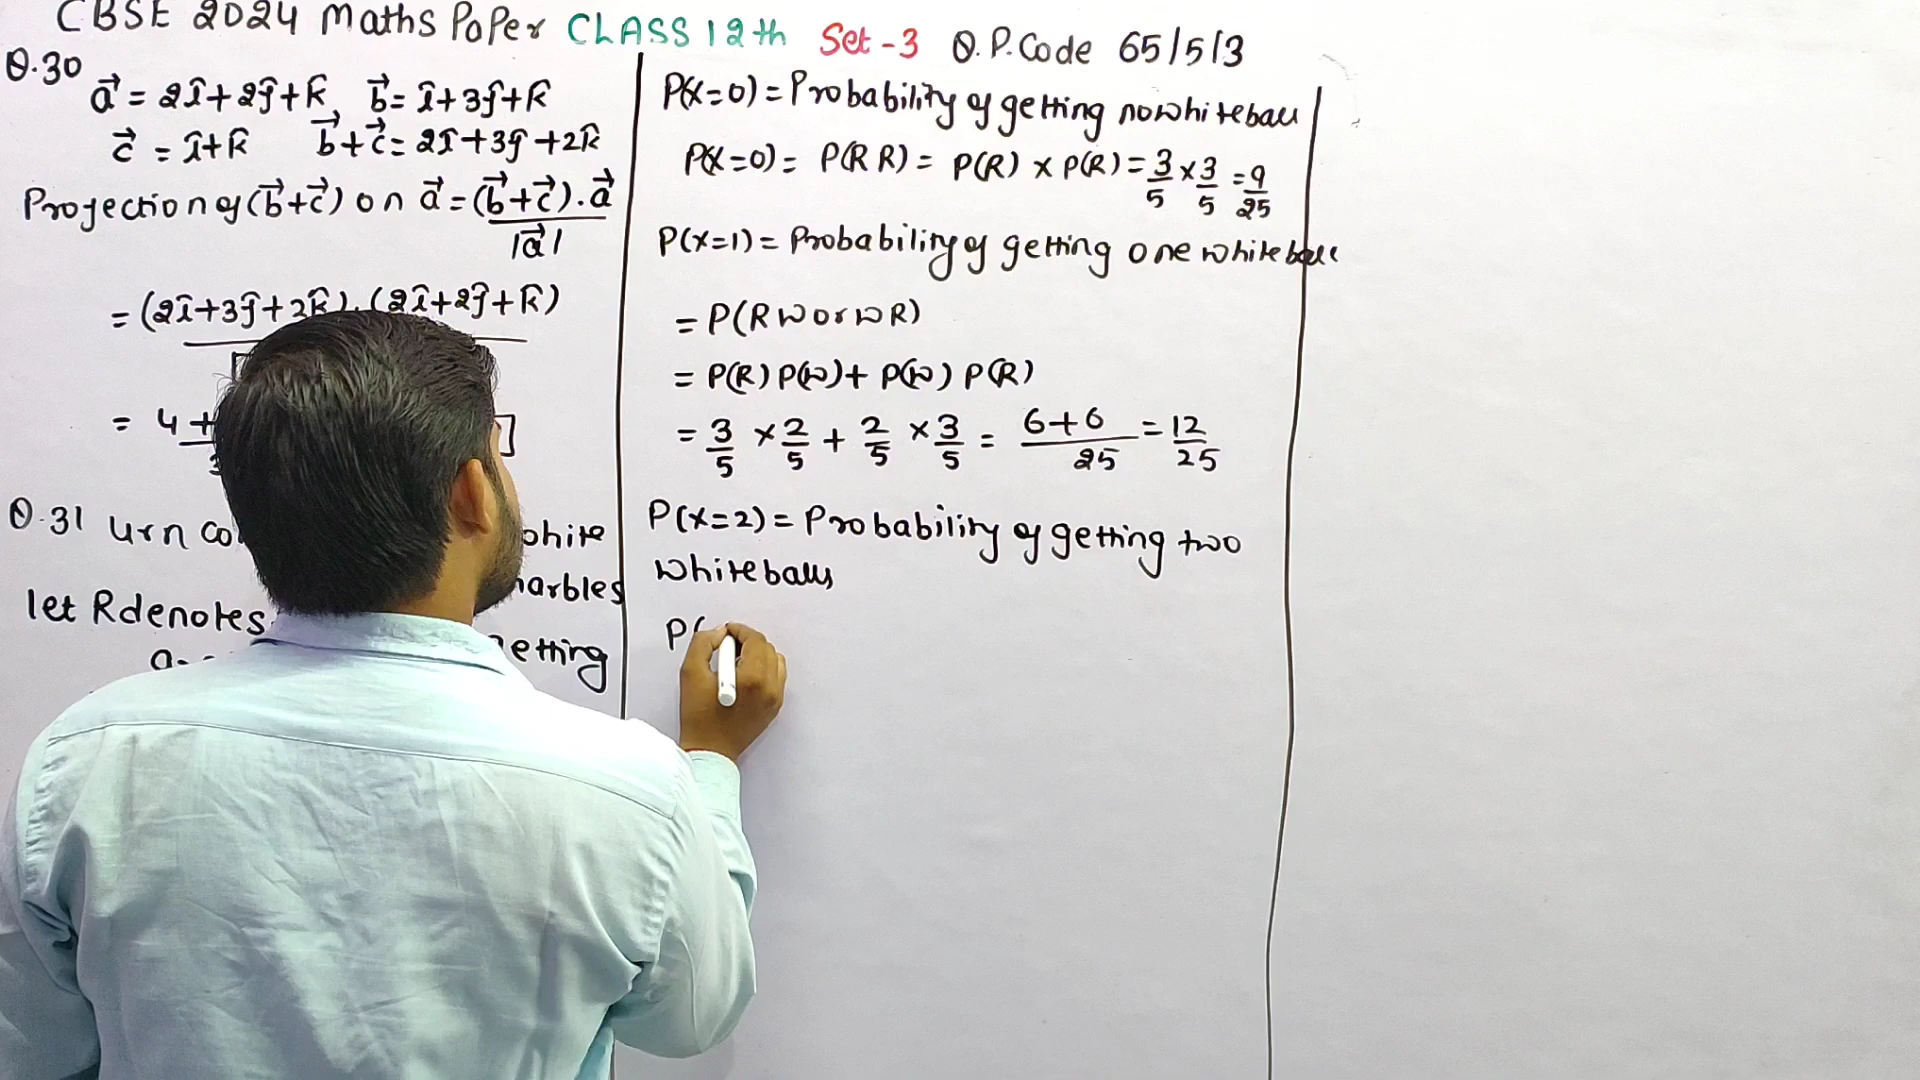 CBSE 2024 Maths PaPer CLASS 12th Set-3 Q.P.Code 65/5/3
Q.30
a⃗ = 2î+2ĵ+k̂, b⃗= î+3ĵ+k̂
c⃗ = î+k̂ b⃗+c⃗= 2î+3ĵ+2k̂
Projection of (b⃗+c⃗) on a⃗ = (b⃗+c⃗).a⃗ / |a⃗|
= (2î+3ĵ+2k̂).(2î+2ĵ+k̂)
= 4+
Q.31 Urn white
marbles
let R denotes getting
P(X=0) = Probability of getting no white ball
P(X=0) = P(RR) = P(R) × P(R) = 3/5 × 3/5 = 9/25
P(X=1) = Probability of getting one white ball
= P(RW or WR)
= P(R) P(W) + P(W) P(R)
= 3/5 × 2/5 + 2/5 × 3/5 = 6+6/25 = 12/25
P(X=2) = Probability of getting two
white balls
P(